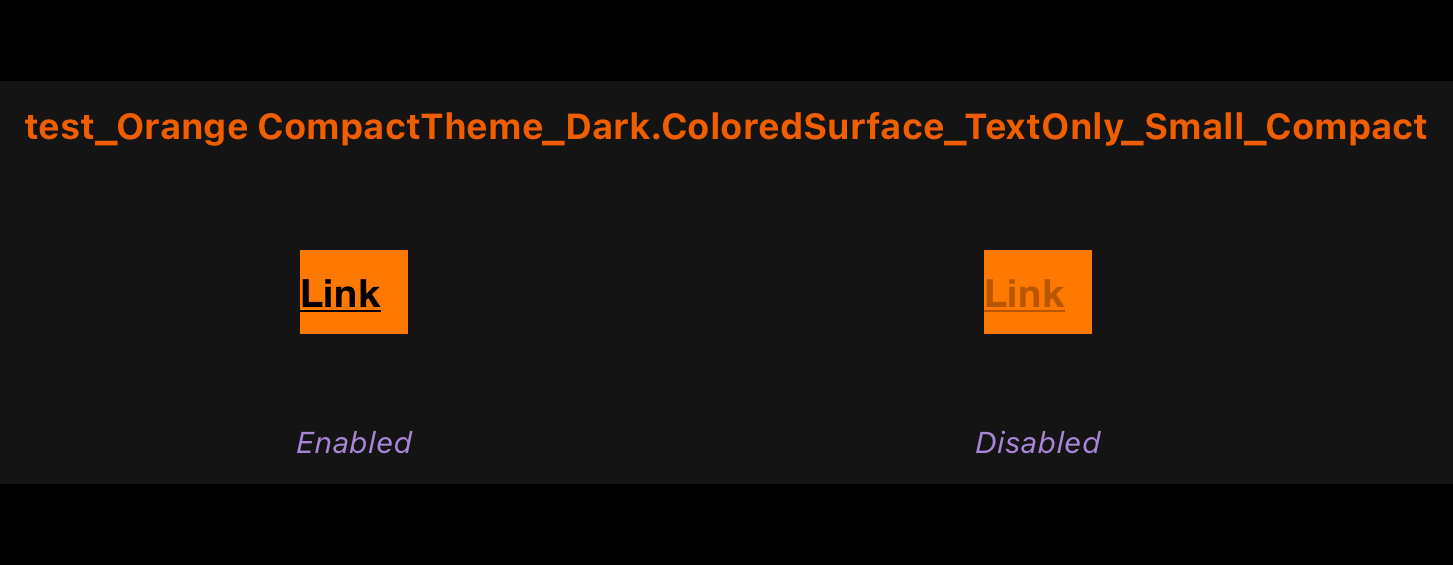 test_Orange CompactTheme_Dark.ColoredSurface_TextOnly_Small_Compact
Link
Link
Enabled
Disabled